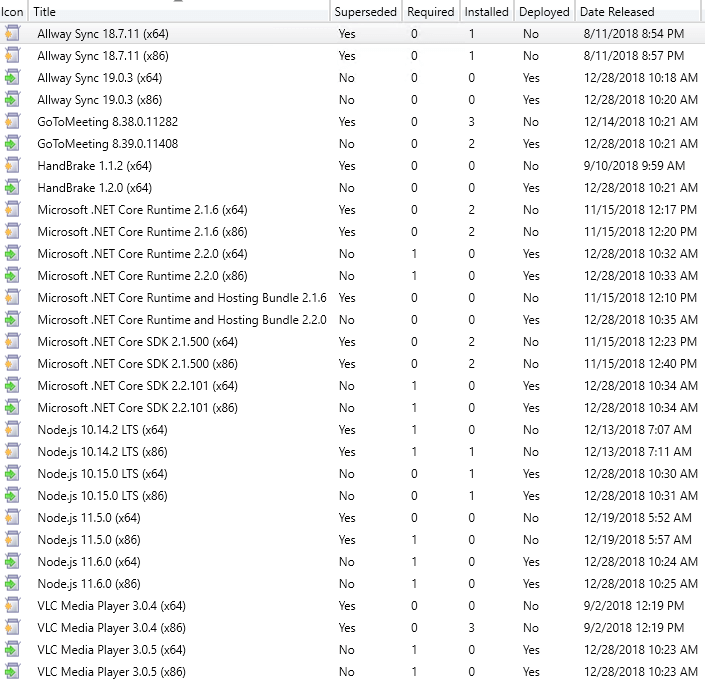 Icon Title Superseded Required Installed Deployed Date Released
Allway Sync 18.7.11 (x64) Yes 0 1 No 8/11/2018 8:54 PM
Allway Sync 18.7.11 (x86) Yes 0 1 No 8/11/2018 8:57 PM
Allway Sync 19.0.3 (x64) No 0 0 Yes 12/28/2018 10:18 AM
Allway Sync 19.0.3 (x86) No 0 0 Yes 12/28/2018 10:20 AM
GoToMeeting 8.38.0.11282 Yes 0 3 No 12/14/2018 10:21 AM
GoToMeeting 8.39.0.11408 No 0 2 Yes 12/28/2018 10:21 AM
HandBrake 1.1.2 (x64) Yes 0 0 No 9/10/2018 9:59 AM
HandBrake 1.2.0 (x64) No 0 0 Yes 12/28/2018 10:21 AM
Microsoft .NET Core Runtime 2.1.6 (x64) Yes 0 2 No 11/15/2018 12:17 PM
Microsoft .NET Core Runtime 2.1.6 (x86) Yes 0 2 No 11/15/2018 12:20 PM
Microsoft .NET Core Runtime 2.2.0 (x64) No 1 0 Yes 12/28/2018 10:32 AM
Microsoft .NET Core Runtime 2.2.0 (x86) No 1 0 Yes 12/28/2018 10:33 AM
Microsoft .NET Core Runtime and Hosting Bundle 2.1.6 Yes 0 0 No 11/15/2018 12:10 PM
Microsoft .NET Core Runtime and Hosting Bundle 2.2.0 No 0 0 Yes 12/28/2018 10:35 AM
Microsoft .NET Core SDK 2.1.500 (x64) Yes 0 2 No 11/15/2018 12:23 PM
Microsoft .NET Core SDK 2.1.500 (x86) Yes 0 2 No 11/15/2018 12:40 PM
Microsoft .NET Core SDK 2.2.101 (x64) No 1 0 Yes 12/28/2018 10:34 AM
Microsoft .NET Core SDK 2.2.101 (x86) No 1 0 Yes 12/28/2018 10:34 AM
Node.js 10.14.2 LTS (x64) Yes 1 0 No 12/13/2018 7:07 AM
Node.js 10.14.2 LTS (x86) Yes 1 1 No 12/13/2018 7:11 AM
Node.js 10.15.0 LTS (x64) No 0 1 Yes 12/28/2018 10:30 AM
Node.js 10.15.0 LTS (x86) No 0 1 Yes 12/28/2018 10:31 AM
Node.js 11.5.0 (x64) Yes 0 0 No 12/19/2018 5:52 AM
Node.js 11.5.0 (x86) Yes 1 0 No 12/19/2018 5:57 AM
Node.js 11.6.0 (x64) No 1 0 Yes 12/28/2018 10:24 AM
Node.js 11.6.0 (x86) No 1 0 Yes 12/28/2018 10:25 AM
VLC Media Player 3.0.4 (x64) Yes 0 0 No 9/2/2018 12:19 PM
VLC Media Player 3.0.4 (x86) Yes 0 3 No 9/2/2018 12:19 PM
VLC Media Player 3.0.5 (x64) No 1 0 Yes 12/28/2018 10:23 AM
VLC Media Player 3.0.5 (x86) No 1 0 Yes 12/28/2018 10:23 AM